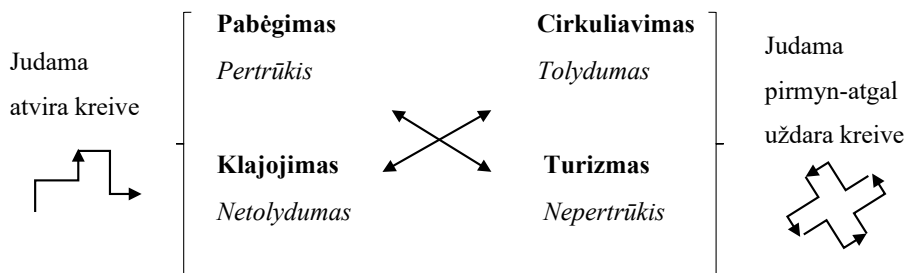 Judama
atvira kreive
Pabėgimas
Pertrūkis
Klajojimas
Netolydumas
Cirkuliavimas
Tolydumas
Turizmas
Nepertrūkis
Judama
pirmyn-atgal
uždara kreive